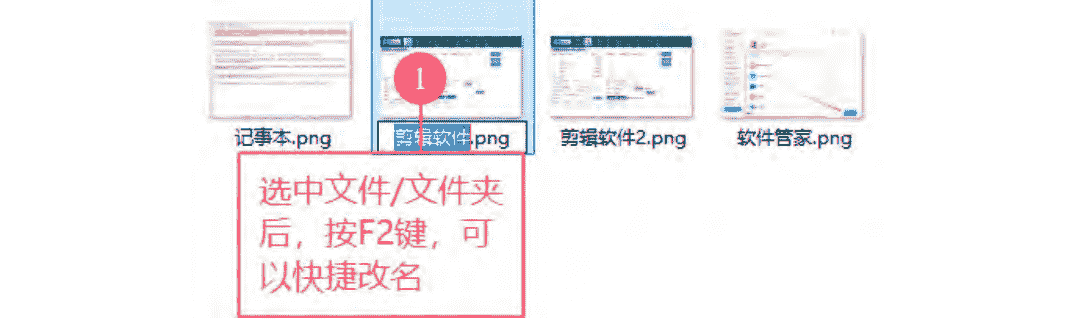 1
记事本.png
剪辑软件.png
剪辑软件2.png
软件管家.png
选中文件/文件夹
后，按F2键，可
以快捷改名